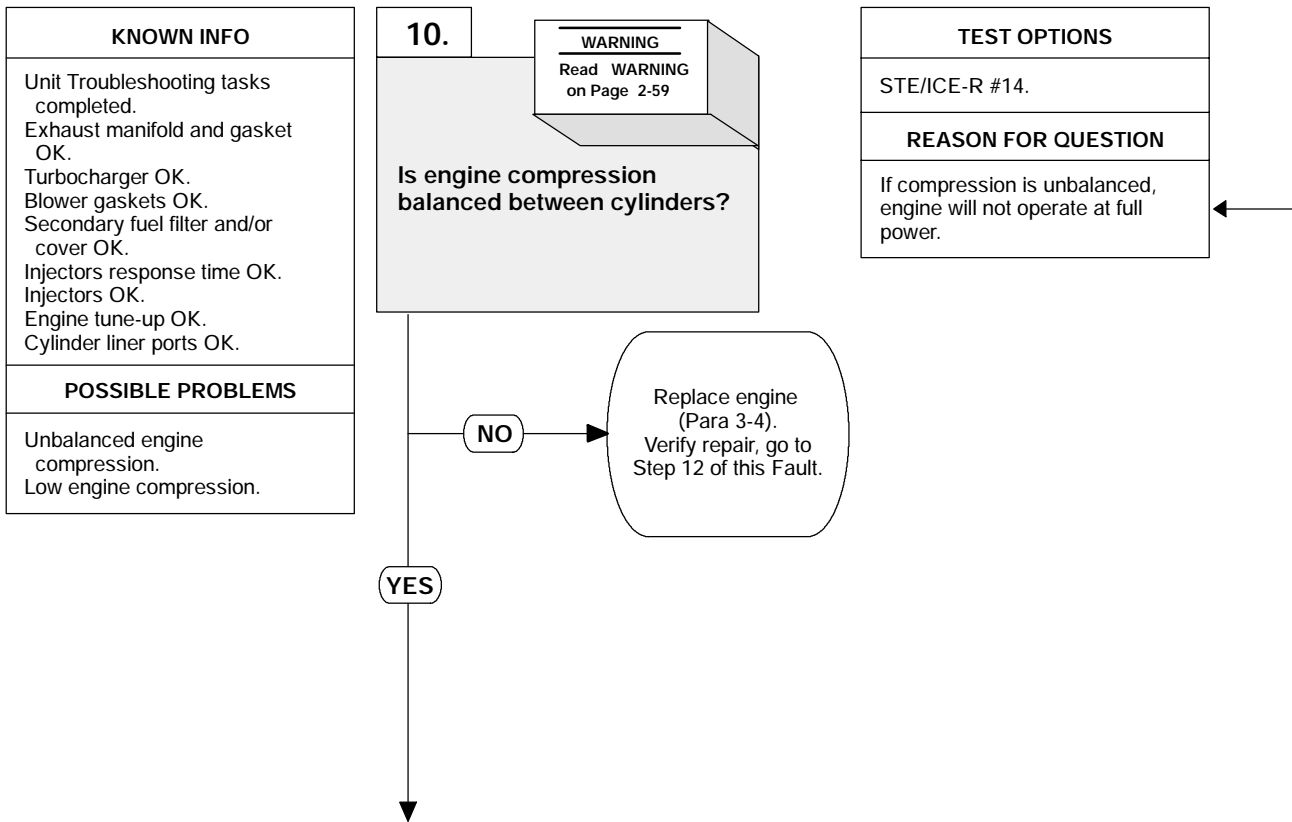 KNOWN INFO
Unit Troubleshooting tasks
completed.
Exhaust manifold and gasket
OK.
Turbocharger OK.
Blower gaskets OK.
Secondary fuel filter and/or
cover OK.
Injectors response time OK.
Injectors OK.
Engine tune-up OK.
Cylinder liner ports OK.
POSSIBLE PROBLEMS
Unbalanced engine
compression.
Low engine compression.
10.
WARNING
Read WARNING
on Page 2-59
Is engine compression
balanced between cylinders?
TEST OPTIONS
STE/ICE-R #14.
REASON FOR QUESTION
If compression is unbalanced,
engine will not operate at full
power.
NO
Replace engine
(Para 3-4).
Verify repair, go to
Step 12 of this Fault.
YES